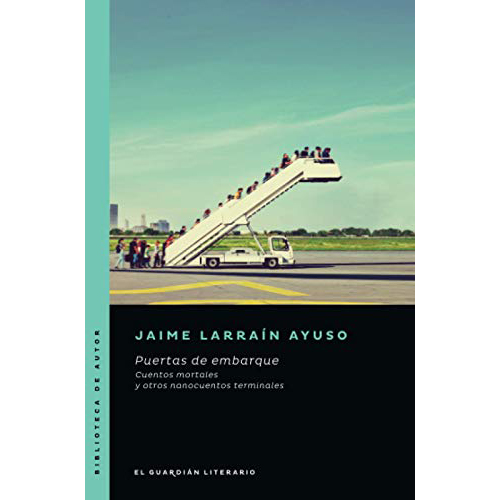 JAIME LARRAÍN AYUSO
Puertas de embarque
Cuentos mortales
y otros nanocuentos terminales
EL GUARDIÁN LITERARIO
BIBLIOTECA DE AUTOR